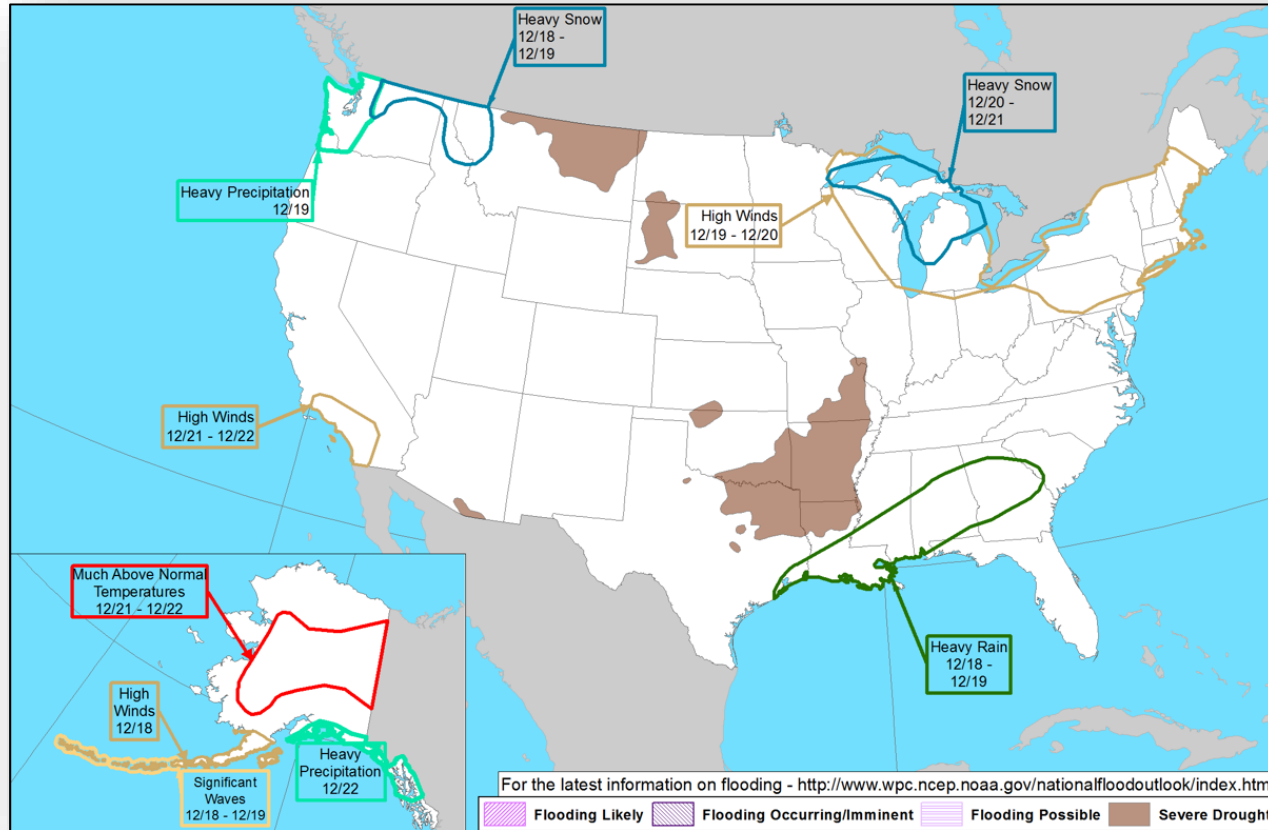 Heavy Snow
12/18 -
12/19
Heavy Snow
12/20 -
12/21
Heavy Precipitation
12/19
High Winds
12/19 - 12/20
High Winds
12/21 - 12/22
Much Above Normal
Temperatures
12/21 - 12/22
High
Winds
12/18
Significant
Waves
12/18 - 12/19
Heavy
Precipitation
12/22
Heavy Rain
12/18 -
12/19
For the latest information on flooding - http://www.wpc.ncep.noaa.gov/nationalfloodoutlook/index.htm
Flooding Likely Flooding Occurring/Imminent Flooding Possible Severe Drought